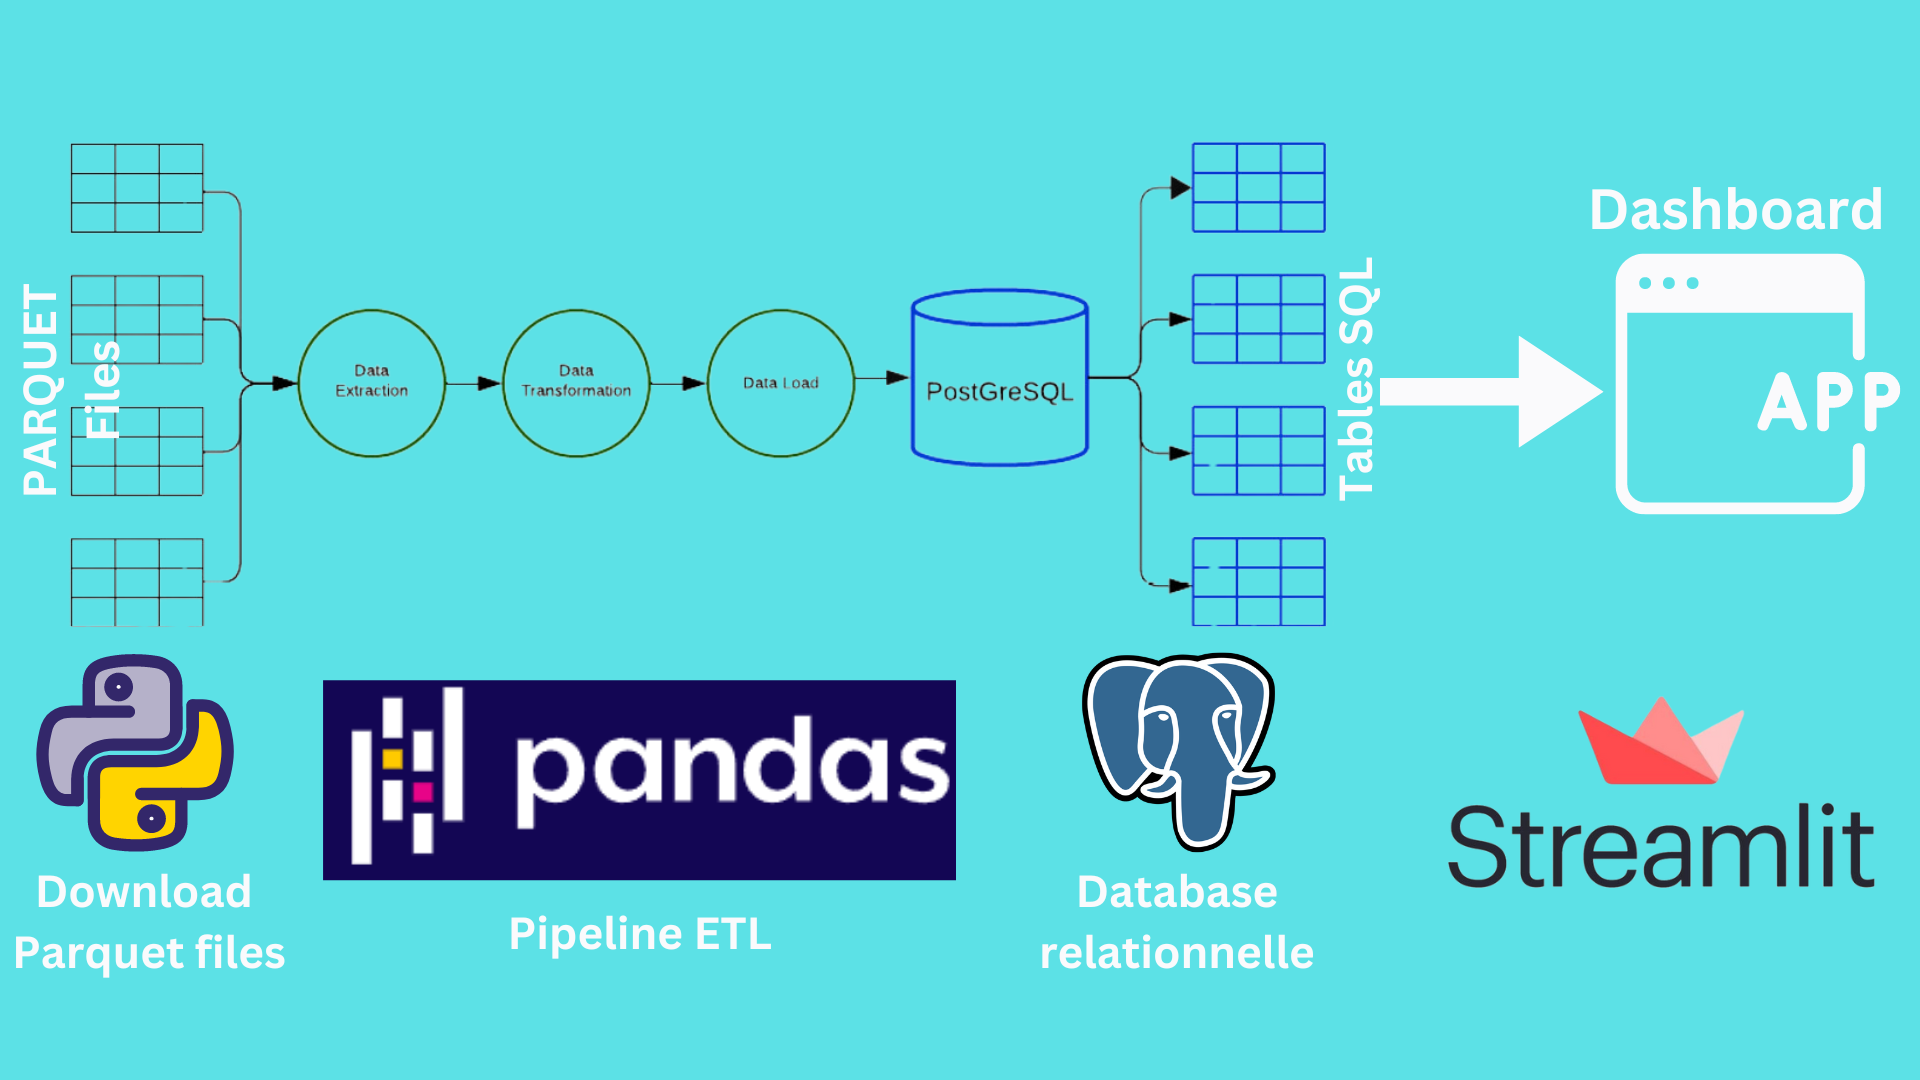 PARQUET
Files
Data
Extraction
Data
Transformation
Data Load
PostGreSQL
Tables SQL
Dashboard
APP
Download
Parquet files
pandas
Pipeline ETL
Database
relationnelle
Streamlit